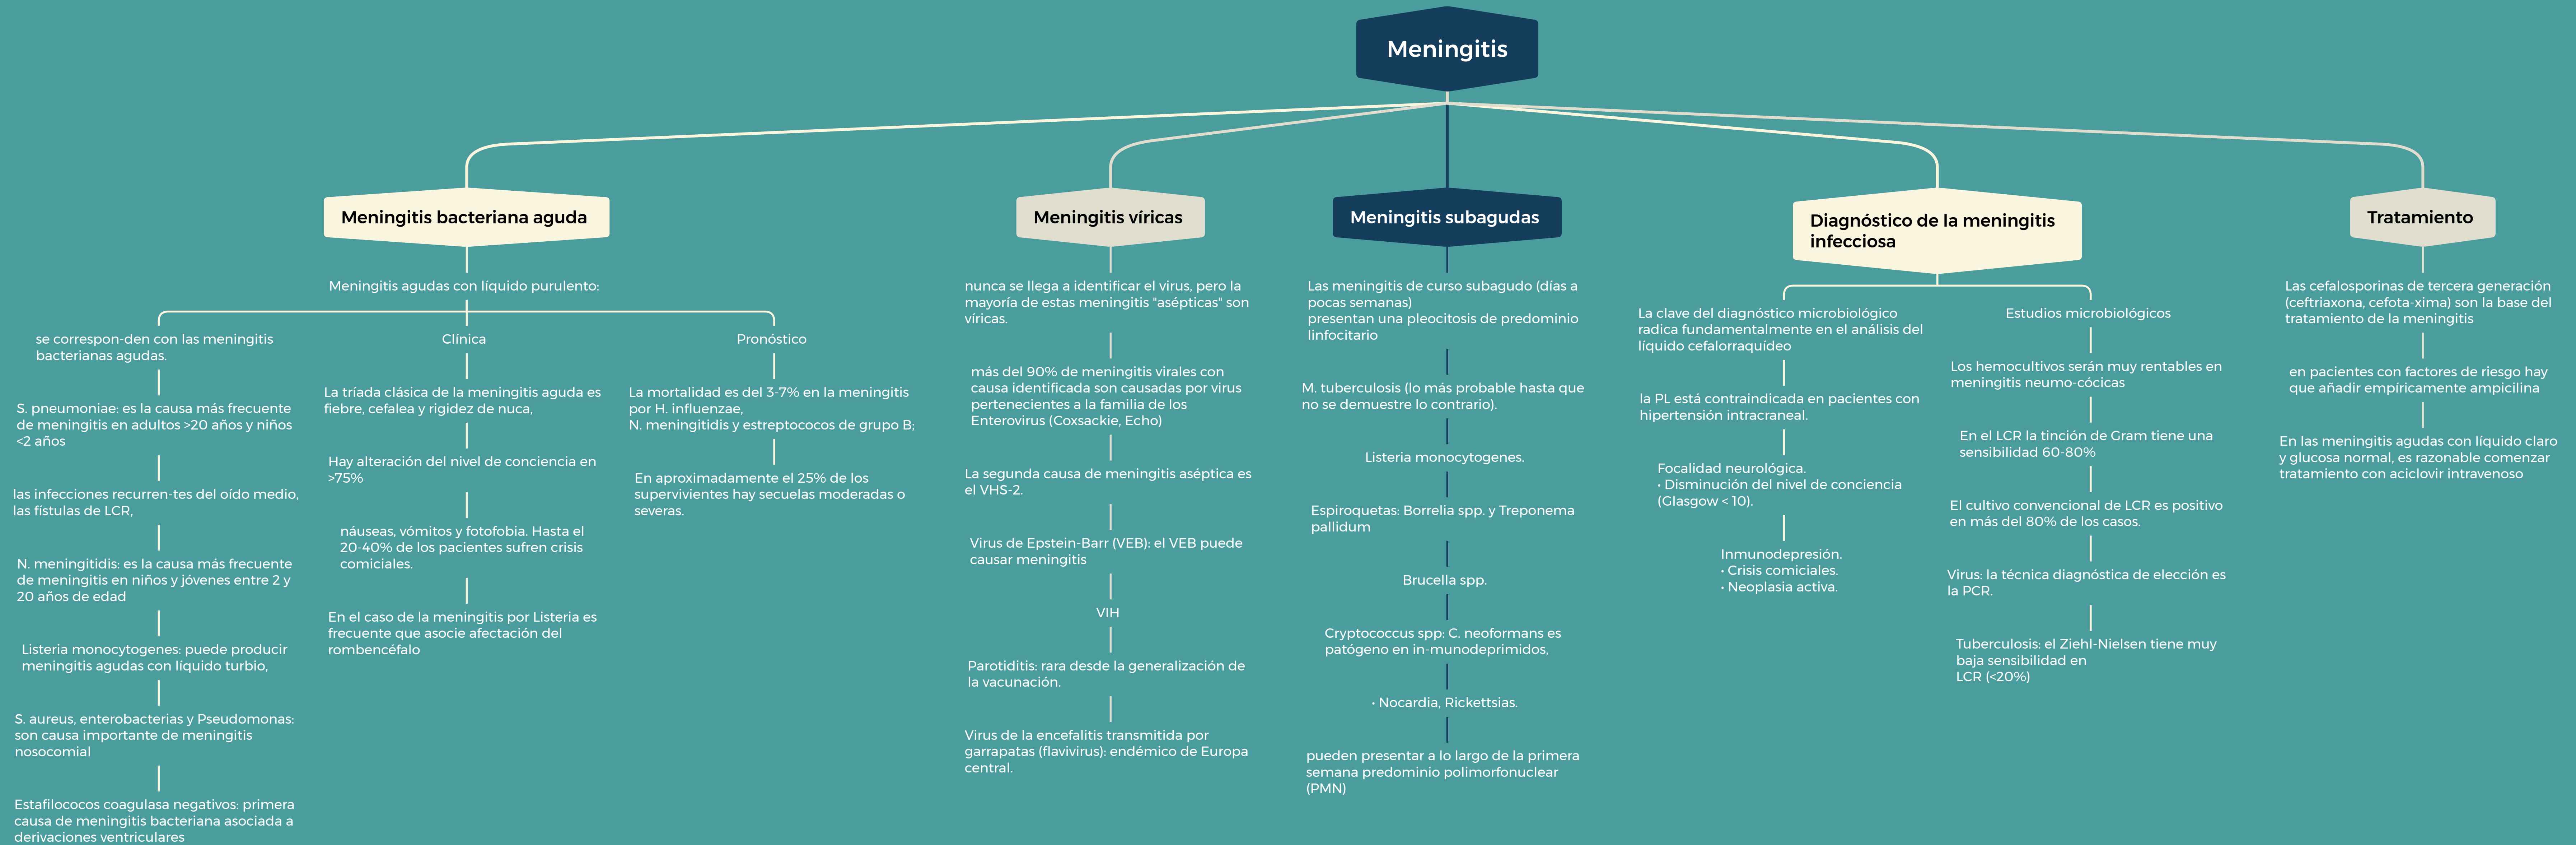 Meningitis
Meningitis bacteriana aguda
Meningitis agudas con líquido purulento:
se correspon-den con las meningitis
bacterianas agudas.
S. pneumoniae: es la causa más frecuente
de meningitis en adultos >20 años y niños
<2 años
las infecciones recurren-tes del oído medio,
las fístulas de LCR,
N. meningitidis: es la causa más frecuente
de meningitis en niños y jóvenes entre 2 y
20 años de edad
Listeria monocytogenes: puede producir
meningitis agudas con líquido turbio,
S. aureus, enterobacterias y Pseudomonas:
son causa importante de meningitis
nosocomial
Estafilococos coagulasa negativos: primera
causa de meningitis bacteriana asociada a
derivaciones ventriculares
Clínica
La tríada clásica de la meningitis aguda es
fiebre, cefalea y rigidez de nuca,
Hay alteración del nivel de conciencia en
>75%
náuseas, vómitos y fotofobia. Hasta el
20-40% de los pacientes sufren crisis
comiciales.
En el caso de la meningitis por Listeria es
frecuente que asocie afectación del
rombencéfalo
Pronóstico
La mortalidad es del 3-7% en la meningitis
por H. influenzae,
N. meningitidis y estreptococos de grupo B;
En aproximadamente el 25% de los
supervivientes hay secuelas moderadas o
severas.
Meningitis víricas
nunca se llega a identificar el virus, pero la
mayoría de estas meningitis "asépticas" son
víricas.
más del 90% de meningitis virales con
causa identificada son causadas por virus
pertenecientes a la familia de los
Enterovirus (Coxsackie, Echo)
La segunda causa de meningitis aséptica es
el VHS-2.
Virus de Epstein-Barr (VEB): el VEB puede
causar meningitis
VIH
Parotiditis: rara desde la generalización de
la vacunación.
Virus de la encefalitis transmitida por
garrapatas (flavivirus): endémico de Europa
central.
Meningitis subagudas
Las meningitis de curso subagudo (días a
pocas semanas)
presentan una pleocitosis de predominio
linfocitario
M. tuberculosis (lo más probable hasta que
no se demuestre lo contrario).
Listeria monocytogenes.
Espiroquetas: Borrelia spp. y Treponema
pallidum
Brucella spp.
Cryptococcus spp: C. neoformans es
patógeno en in-munodeprimidos,
• Nocardia, Rickettsias.
pueden presentar a lo largo de la primera
semana predominio polimorfonuclear
(PMN)
Diagnóstico de la meningitis
infecciosa
La clave del diagnóstico microbiológico
radica fundamentalmente en el análisis del
líquido cefalorraquídeo
la PL está contraindicada en pacientes con
hipertensión intracraneal.
Focalidad neurológica.
• Disminución del nivel de conciencia
(Glasgow < 10).
Inmunodepresión.
• Crisis comiciales.
• Neoplasia activa.
Estudios microbiológicos
Los hemocultivos serán muy rentables en
meningitis neumo-cócicas
En el LCR la tinción de Gram tiene una
sensibilidad 60-80%
El cultivo convencional de LCR es positivo
en más del 80% de los casos.
Virus: la técnica diagnóstica de elección es
la PCR.
Tuberculosis: el Ziehl-Nielsen tiene muy
baja sensibilidad en
LCR (<20%)
Tratamiento
Las cefalosporinas de tercera generación
(ceftriaxona, cefota-xima) son la base del
tratamiento de la meningitis
en pacientes con factores de riesgo hay
que añadir empíricamente ampicilina
En las meningitis agudas con líquido claro
y glucosa normal, es razonable comenzar
tratamiento con aciclovir intravenoso